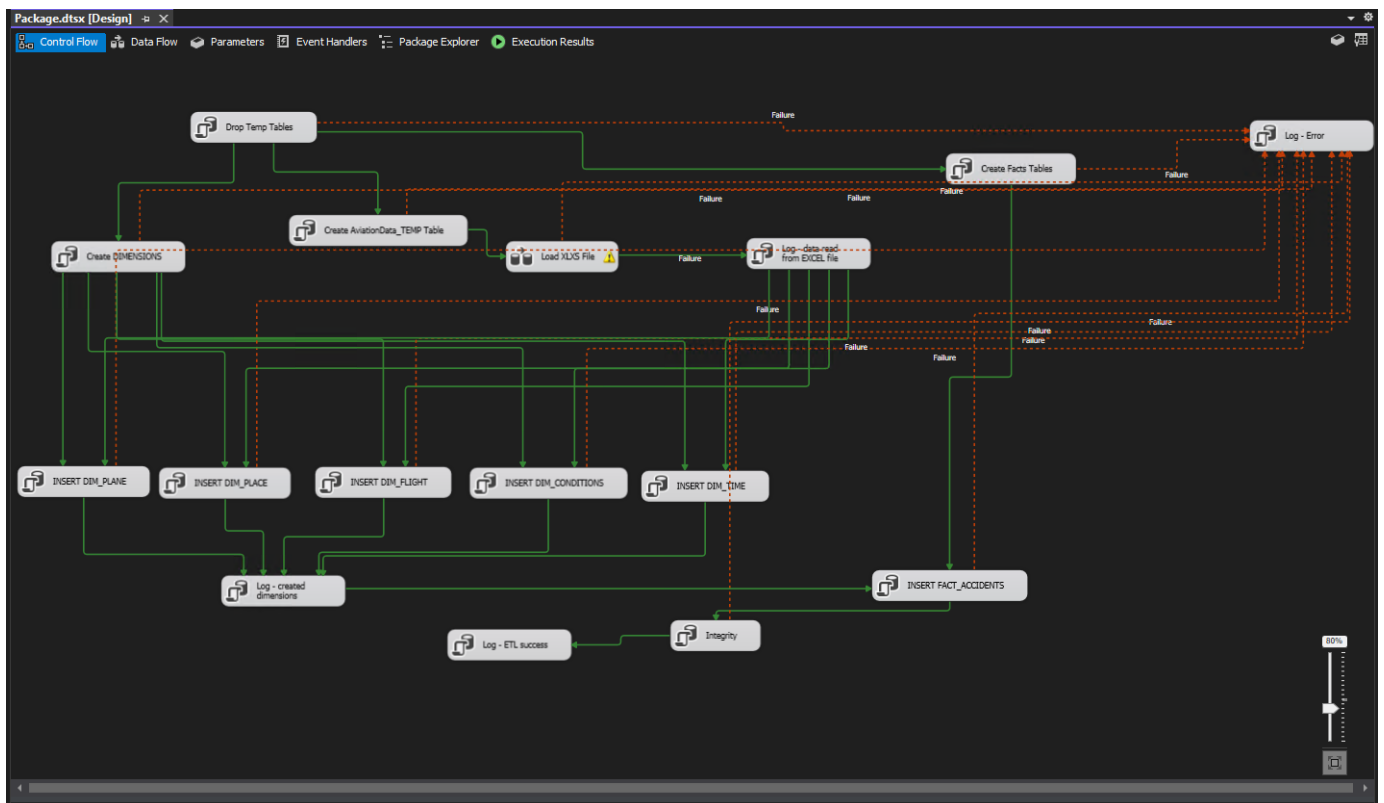 Package.dtsx [Design]
Control Flow
Data Flow
Parameters
Event Handlers
Package Explorer
Execution Results
Drop Temp Tables
Failure
Log - Error
Create Facts Tables
Failure
Failure
Failure
Failure
Create AviationData_TEMP Table
Create DIMENSIONS
Load XLXS File
Failure
Log - data read
from EXCEL file
Failure
Failure
Failure
Failure
Failure
Failure
INSERT DIM_PLANE
INSERT DIM_PLACE
INSERT DIM_FLIGHT
INSERT DIM_CONDITIONS
INSERT DIM_TIME
Log - created
dimensions
INSERT FACT_ACCIDENTS
Integrity
Log - ETL success
80%